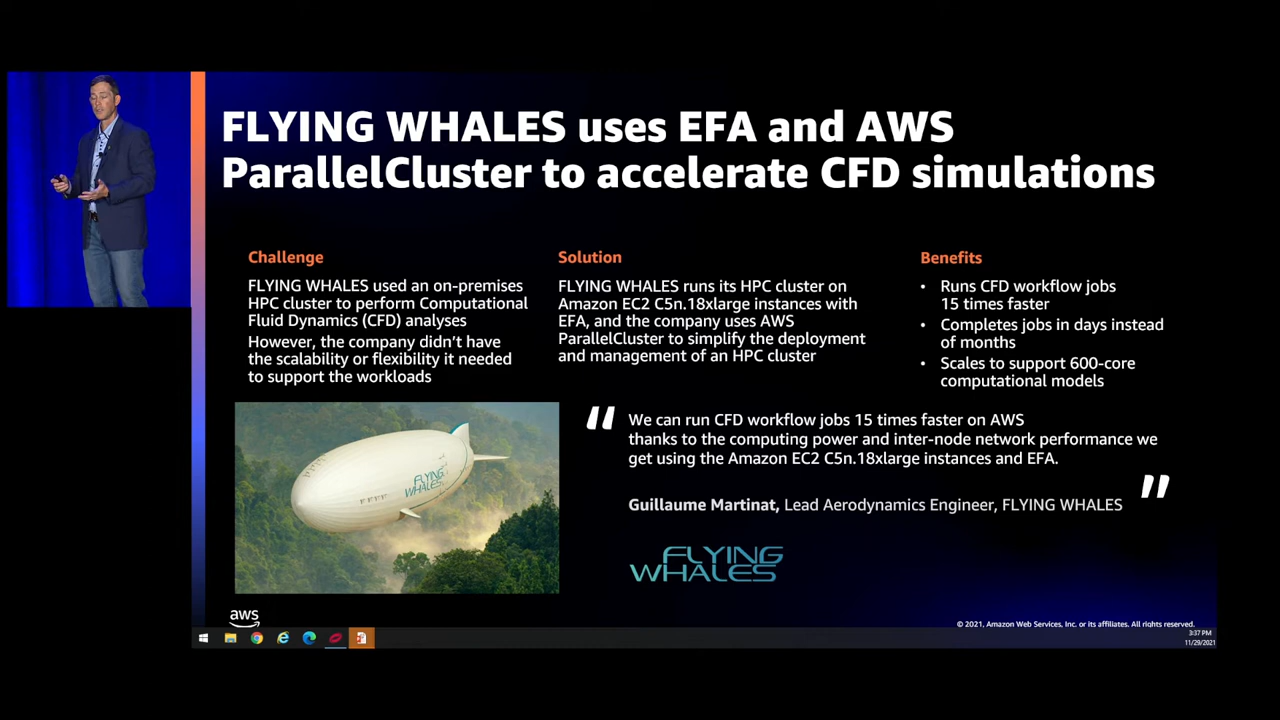 FLYING WHALES uses EFA and AWS
ParallelCluster to accelerate CFD simulations
Challenge
FLYING WHALES used an on-premises
HPC cluster to perform Computational
Fluid Dynamics (CFD) analyses
However, the company didn't have
the scalability or flexibility it needed
to support the workloads
Solution
FLYING WHALES runs its HPC cluster on
Amazon EC2 C5n.18xlarge instances with
EFA, and the company uses AWS
ParallelCluster to simplify the deployment
and management of an HPC cluster
Benefits
• Runs CFD workflow jobs
15 times faster
• Completes jobs in days instead
of months
• Scales to support 600-core
computational models
FLYING
WHALES
"We can run CFD workflow jobs 15 times faster on AWS
thanks to the computing power and inter-node network performance we
get using the Amazon EC2 C5n.18xlarge instances and EFA."
Guillaume Martinat, Lead Aerodynamics Engineer, FLYING WHALES
FLYING
WHALES
aws
© 2021, Amazon Web Services, Inc. or its affiliates. All rights reserved.
3:37 PM
11/29/2021